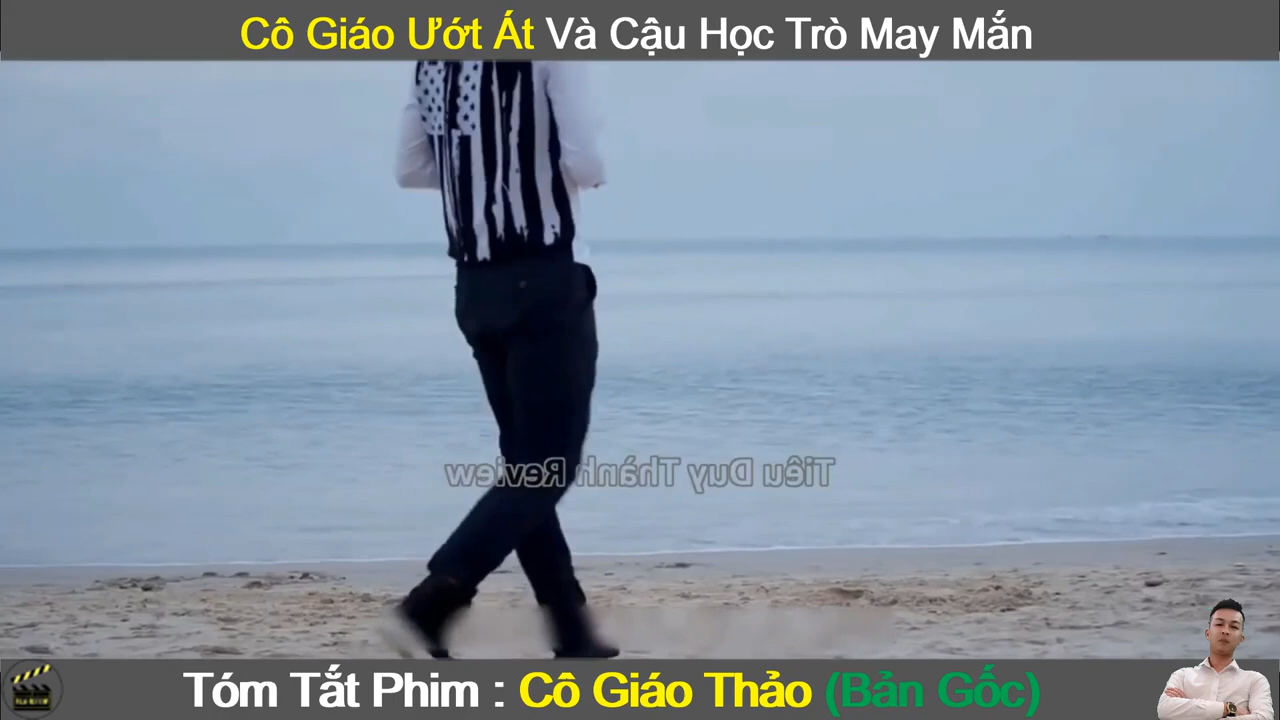 Cô Giáo Ướt Át Và Cậu Học Trò May Mắn
Tiêu Duy Thành Review
Tóm Tắt Phim : Cô Giáo Thảo (Bản Gốc)